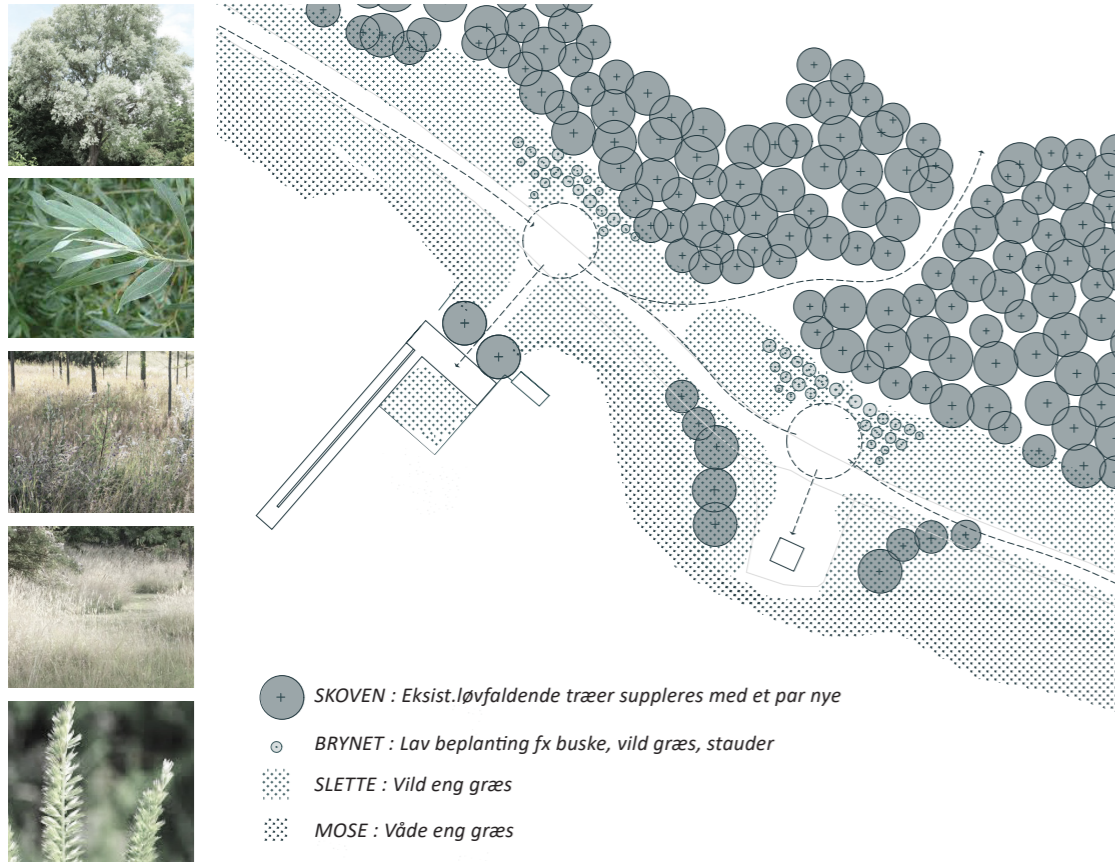 SKOVEN : Eksist.løvfaldende træer suppleres med et par nye
BRYNET : Lav beplanting fx buske, vild græs, stauder
SLETTE : Vild eng græs
MOSE : Våde eng græs